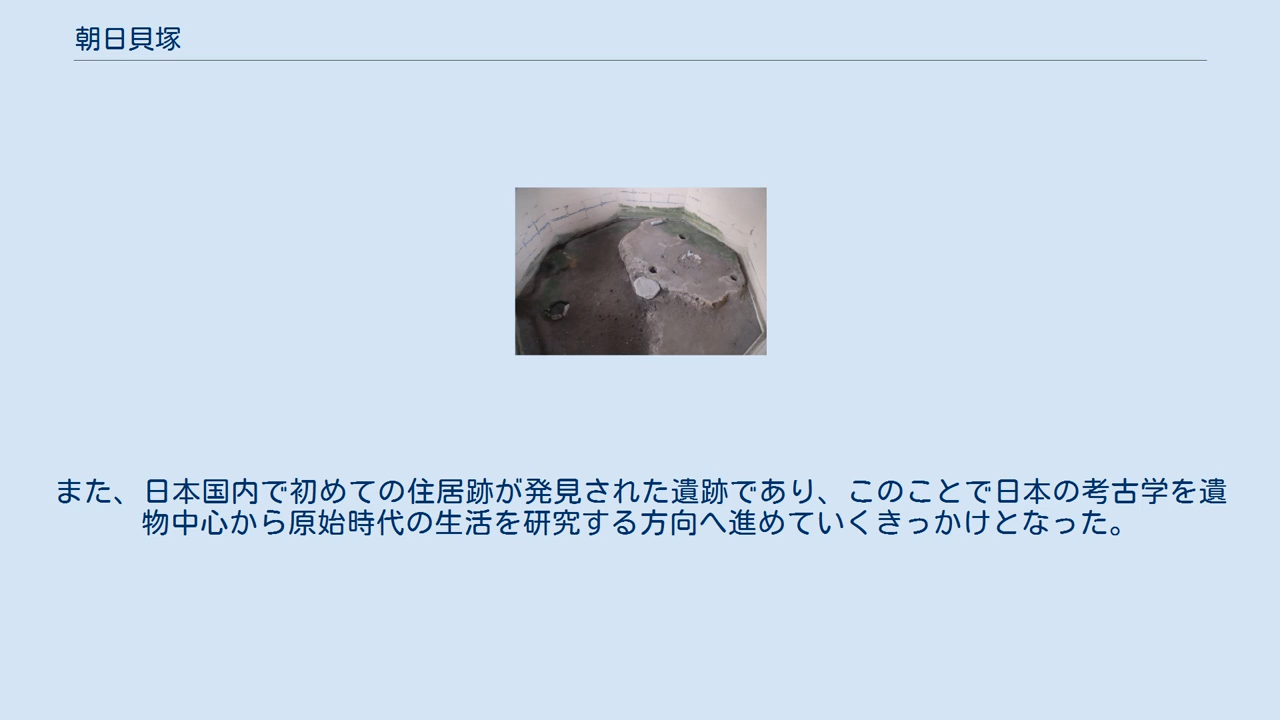 朝日貝塚
また、日本国内で初めての住居跡が発見された遺跡であり、このことで日本の考古学を遺
物中心から原始時代の生活を研究する方向へ進めていくきっかけとなった。